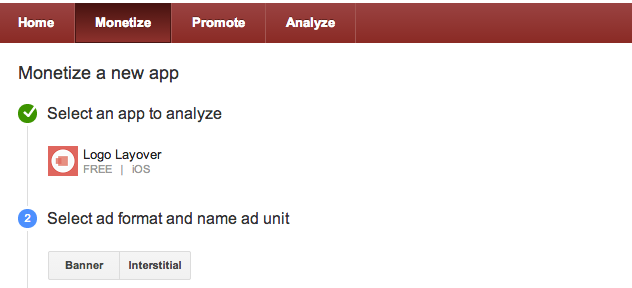 Home Monetize Promote Analyze
Monetize a new app
Select an app to analyze
Logo Layover
FREE | iOS
2 Select ad format and name ad unit
Banner Interstitial